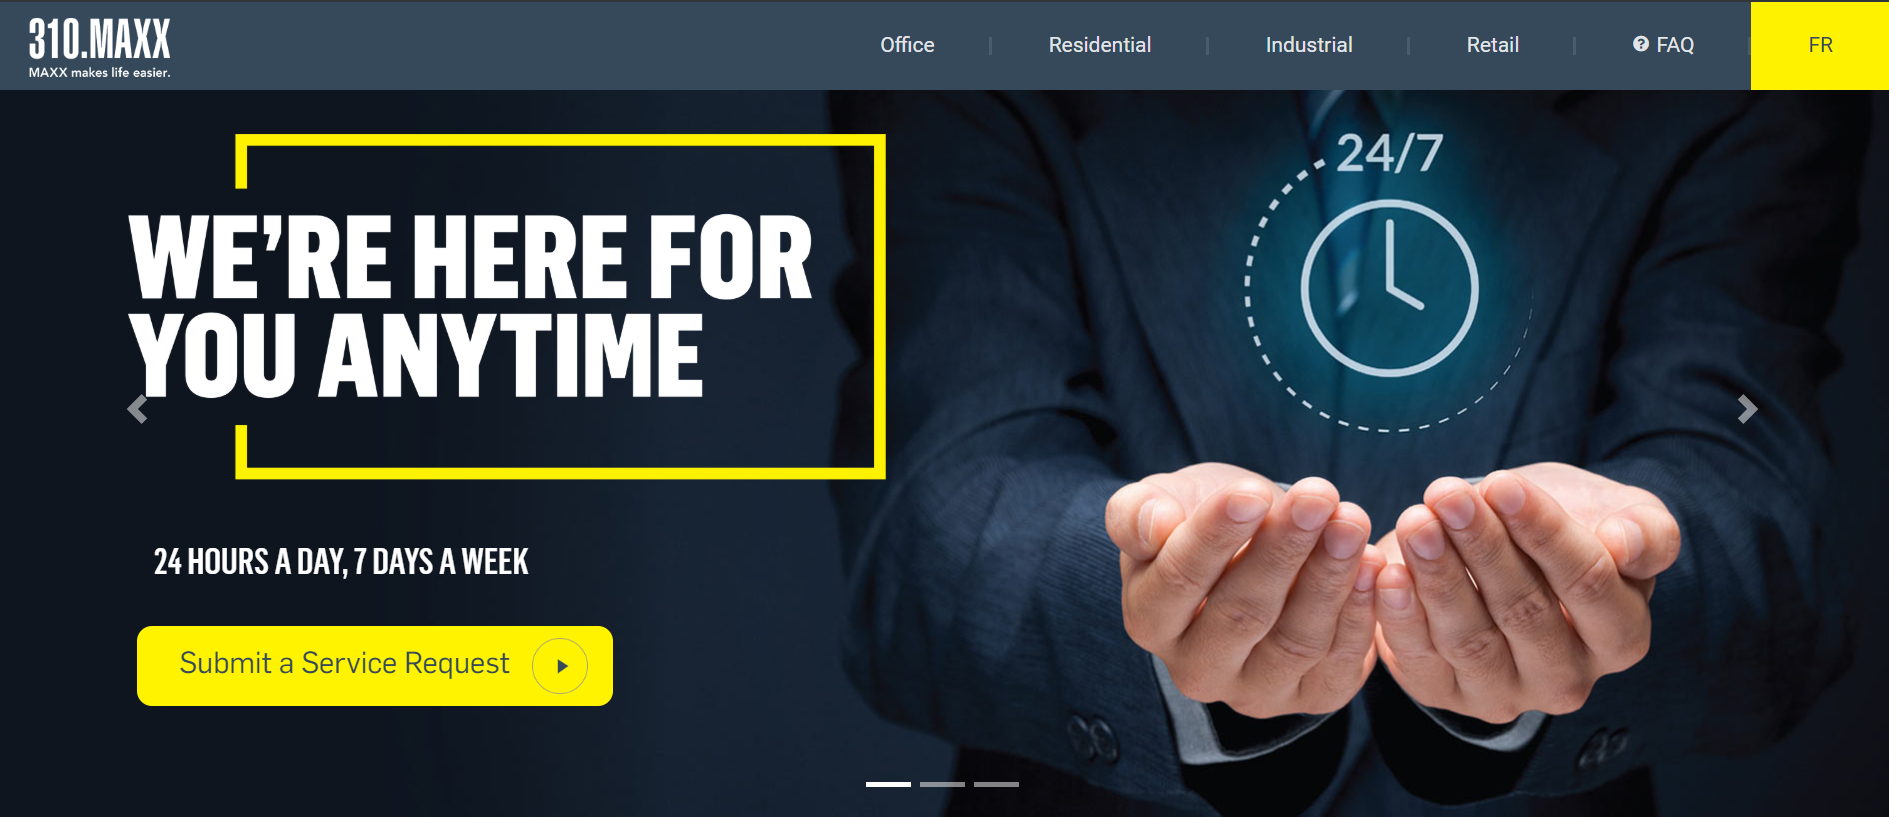 310.MAXX
MAXX makes life easier.
Office
Residential
Industrial
Retail
FAQ
FR
24/7
WE'RE HERE FOR
YOU ANYTIME
24 HOURS A DAY, 7 DAYS A WEEK
Submit a Service Request